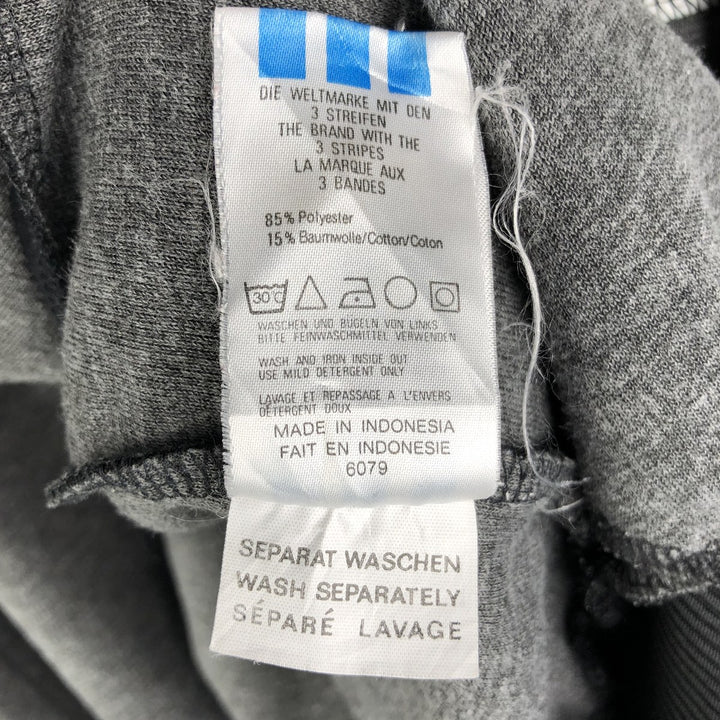 DIE WELTMARKE MIT DEN
3 STREIFEN
THE BRAND WITH THE
3 STRIPES
LA MARQUE AUX
3 BANDES
85% Polyester
15% Baumwolle/Cotton/Coton
30°C
WASCHEN UND BÜGELN VON LINKS
BITTE FEINWASCHMITTEL VERWENDEN
WASH AND IRON INSIDE OUT
USE MILD DETERGENT ONLY
LAVAGE ET REPASSAGE A L'ENVERS
DÉTERGENT DOUX
MADE IN INDONESIA
FAIT EN INDONESIE
6079
SEPARAT WASCHEN
WASH SEPARATELY
SÉPARÉ LAVAGE